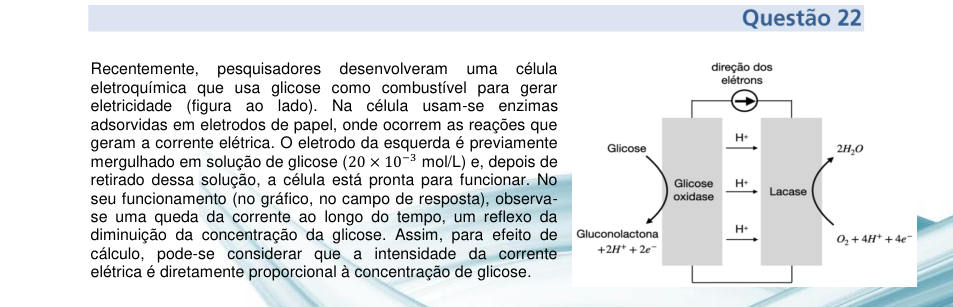 Questão 22
Recentemente, pesquisadores desenvolveram uma célula
eletroquímica que usa glicose como combustível para gerar
eletricidade (figura ao lado). Na célula usam-se enzimas
adsorvidas em eletrodos de papel, onde ocorrem as reações que
geram a corrente elétrica. O eletrodo da esquerda é previamente
mergulhado em solução de glicose (20 × 10⁻³ mol/L) e, depois de
retirado dessa solução, a célula está pronta para funcionar. No
seu funcionamento (no gráfico, no campo de resposta), observa-
se uma queda da corrente ao longo do tempo, um reflexo da
diminuição da concentração da glicose. Assim, para efeito de
cálculo, pode-se considerar que a intensidade da corrente
elétrica é diretamente proporcional à concentração de glicose.
direção dos
elétrons
Glicose
H⁺
2H₂O
Glicose
oxidase
H⁺
Lacase
Gluconolactona
+2H⁺ + 2e⁻
H⁺
O₂ + 4H⁺ + 4e⁻